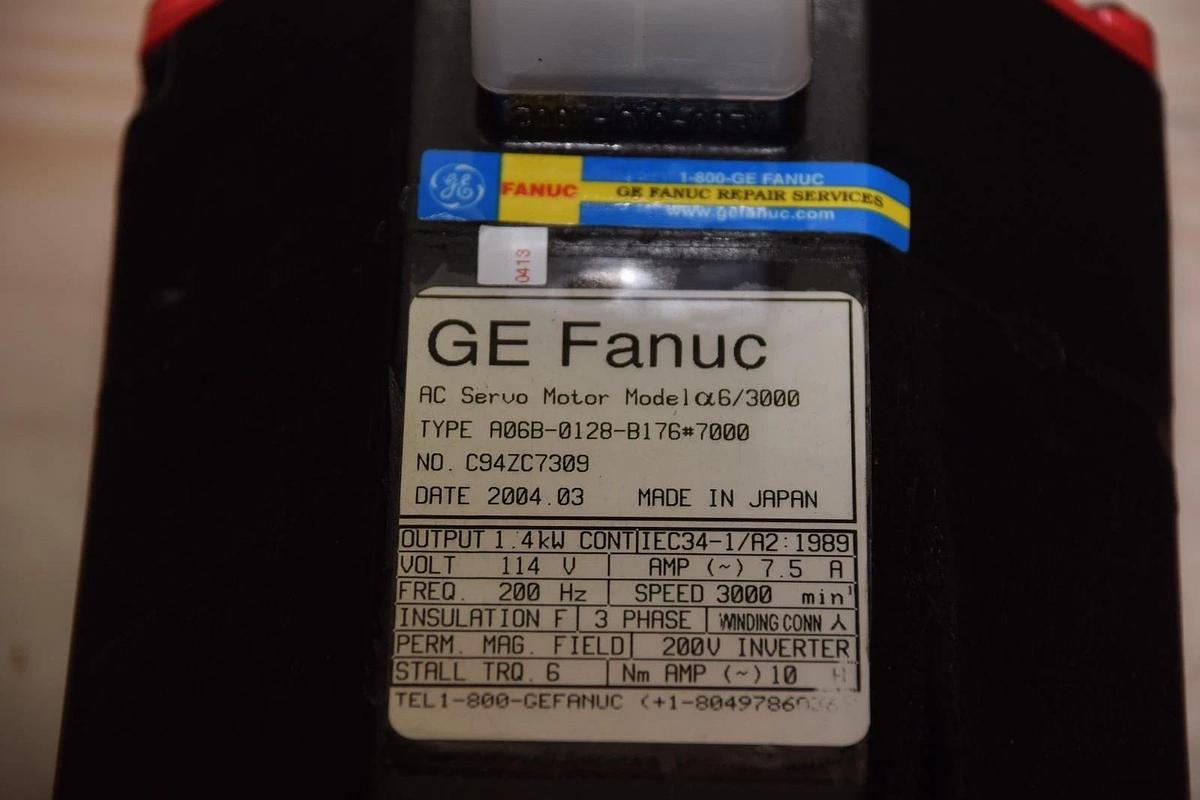 GE
FANUC
1-800-GE FANUC
GE FANUC REPAIR SERVICES
www.gefanuc.com
0413
GE Fanuc
AC Servo Motor Model α6/3000
TYPE A06B-0128-B176#7000
NO. C94ZC7309
DATE 2004.03 MADE IN JAPAN
OUTPUT 1.4kW CONT IEC34-1/A2:1989
VOLT 114 V AMP (~) 7.5 A
FREQ. 200 Hz SPEED 3000 min⁻¹
INSULATION F 3 PHASE WINDING CONN 人
PERM. MAG. FIELD 200V INVERTER
STALL TRQ. 6 Nm AMP (~) 10
TEL1-800-GEFANUC